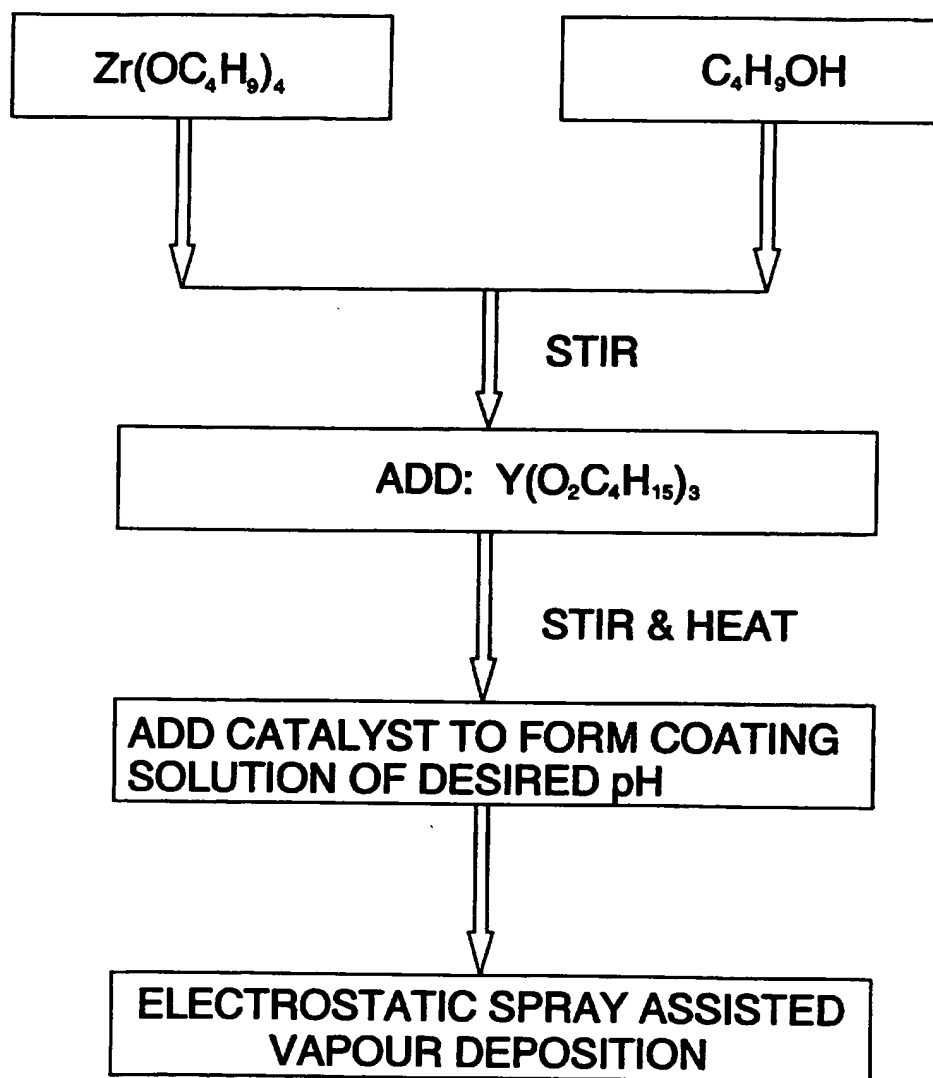 Zr(OC₄H₉)₄
C₄H₉OH
STIR
ADD: Y(O₂C₄H₁₅)₃
STIR & HEAT
ADD CATALYST TO FORM COATING
SOLUTION OF DESIRED pH
ELECTROSTATIC SPRAY ASSISTED
VAPOUR DEPOSITION